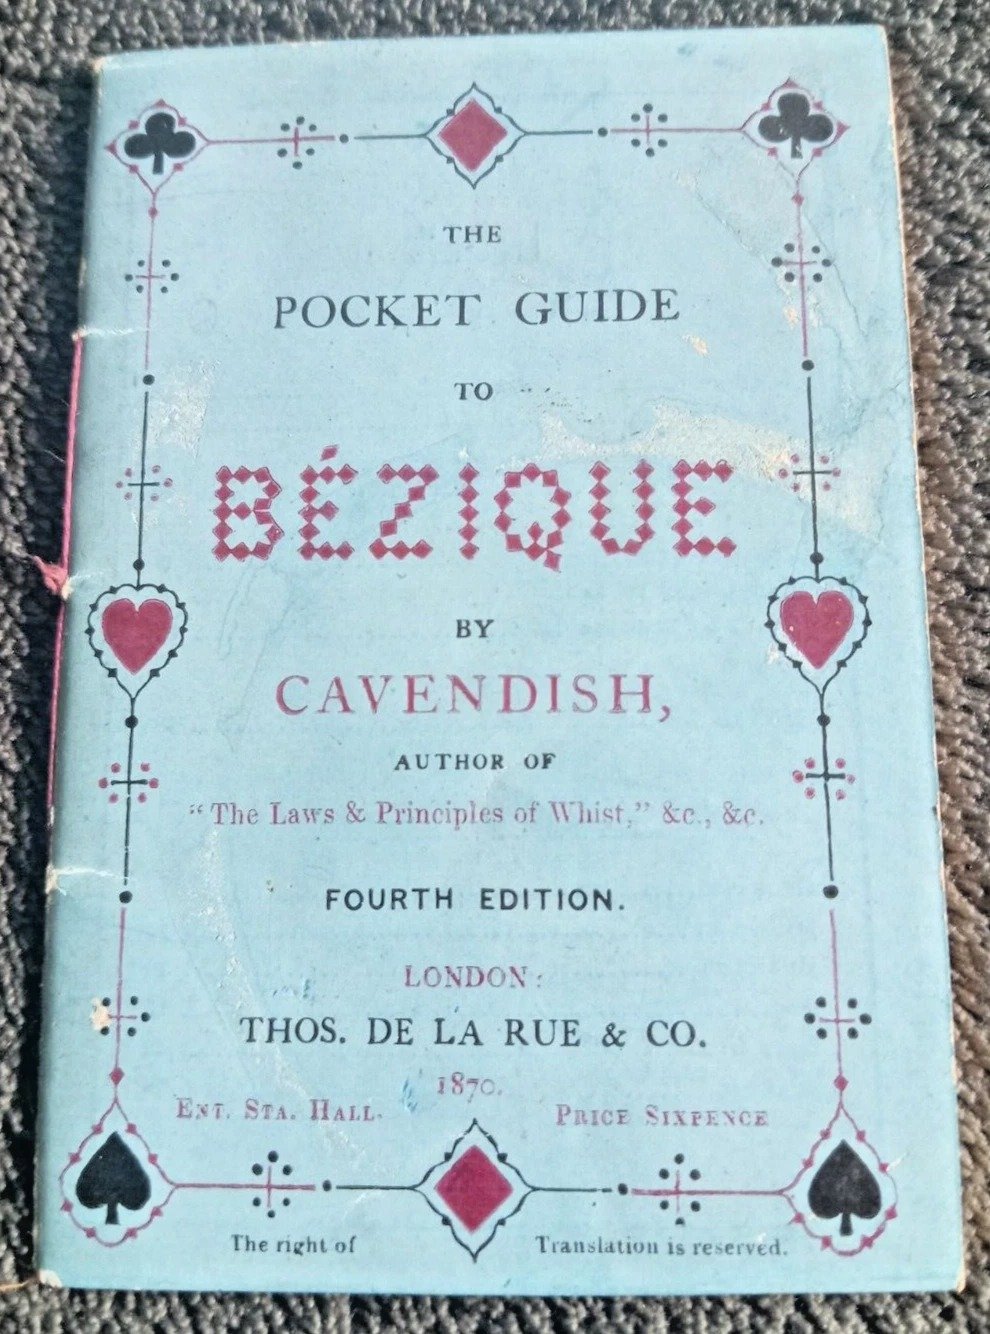 THE
POCKET GUIDE
TO
BÉZIQUE
BY
CAVENDISH,
AUTHOR OF
"The Laws & Principles of Whist," &c., &c.
FOURTH EDITION.
LONDON:
THOS. DE LA RUE & CO.
1870.
ENT. STA. HALL. PRICE SIXPENCE
The right of Translation is reserved.